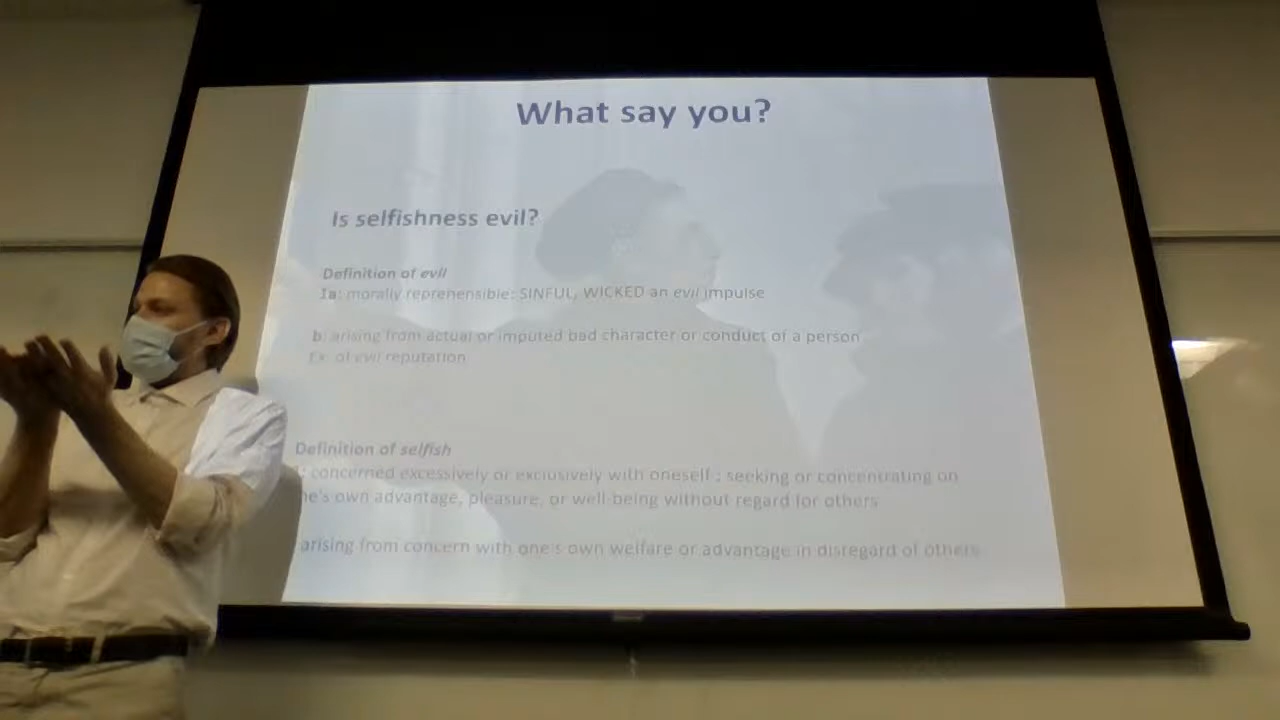 What say you?
Is selfishness evil?
Definition of evil
1a: morally reprehensible: SINFUL, WICKED an evil impulse
b: arising from actual or imputed bad character or conduct of a person
of evil reputation
Definition of selfish
: concerned excessively or exclusively with oneself : seeking or concentrating on
one's own advantage, pleasure, or well-being without regard for others
arising from concern with one's own welfare or advantage in disregard of others